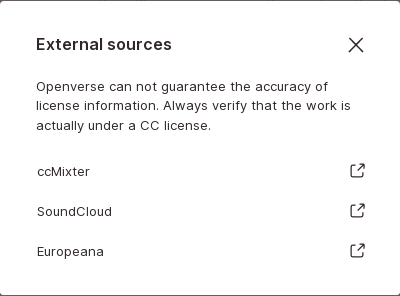 External sources
Openverse can not guarantee the accuracy of
license information. Always verify that the work is
actually under a CC license.
ccMixter
SoundCloud
Europeana